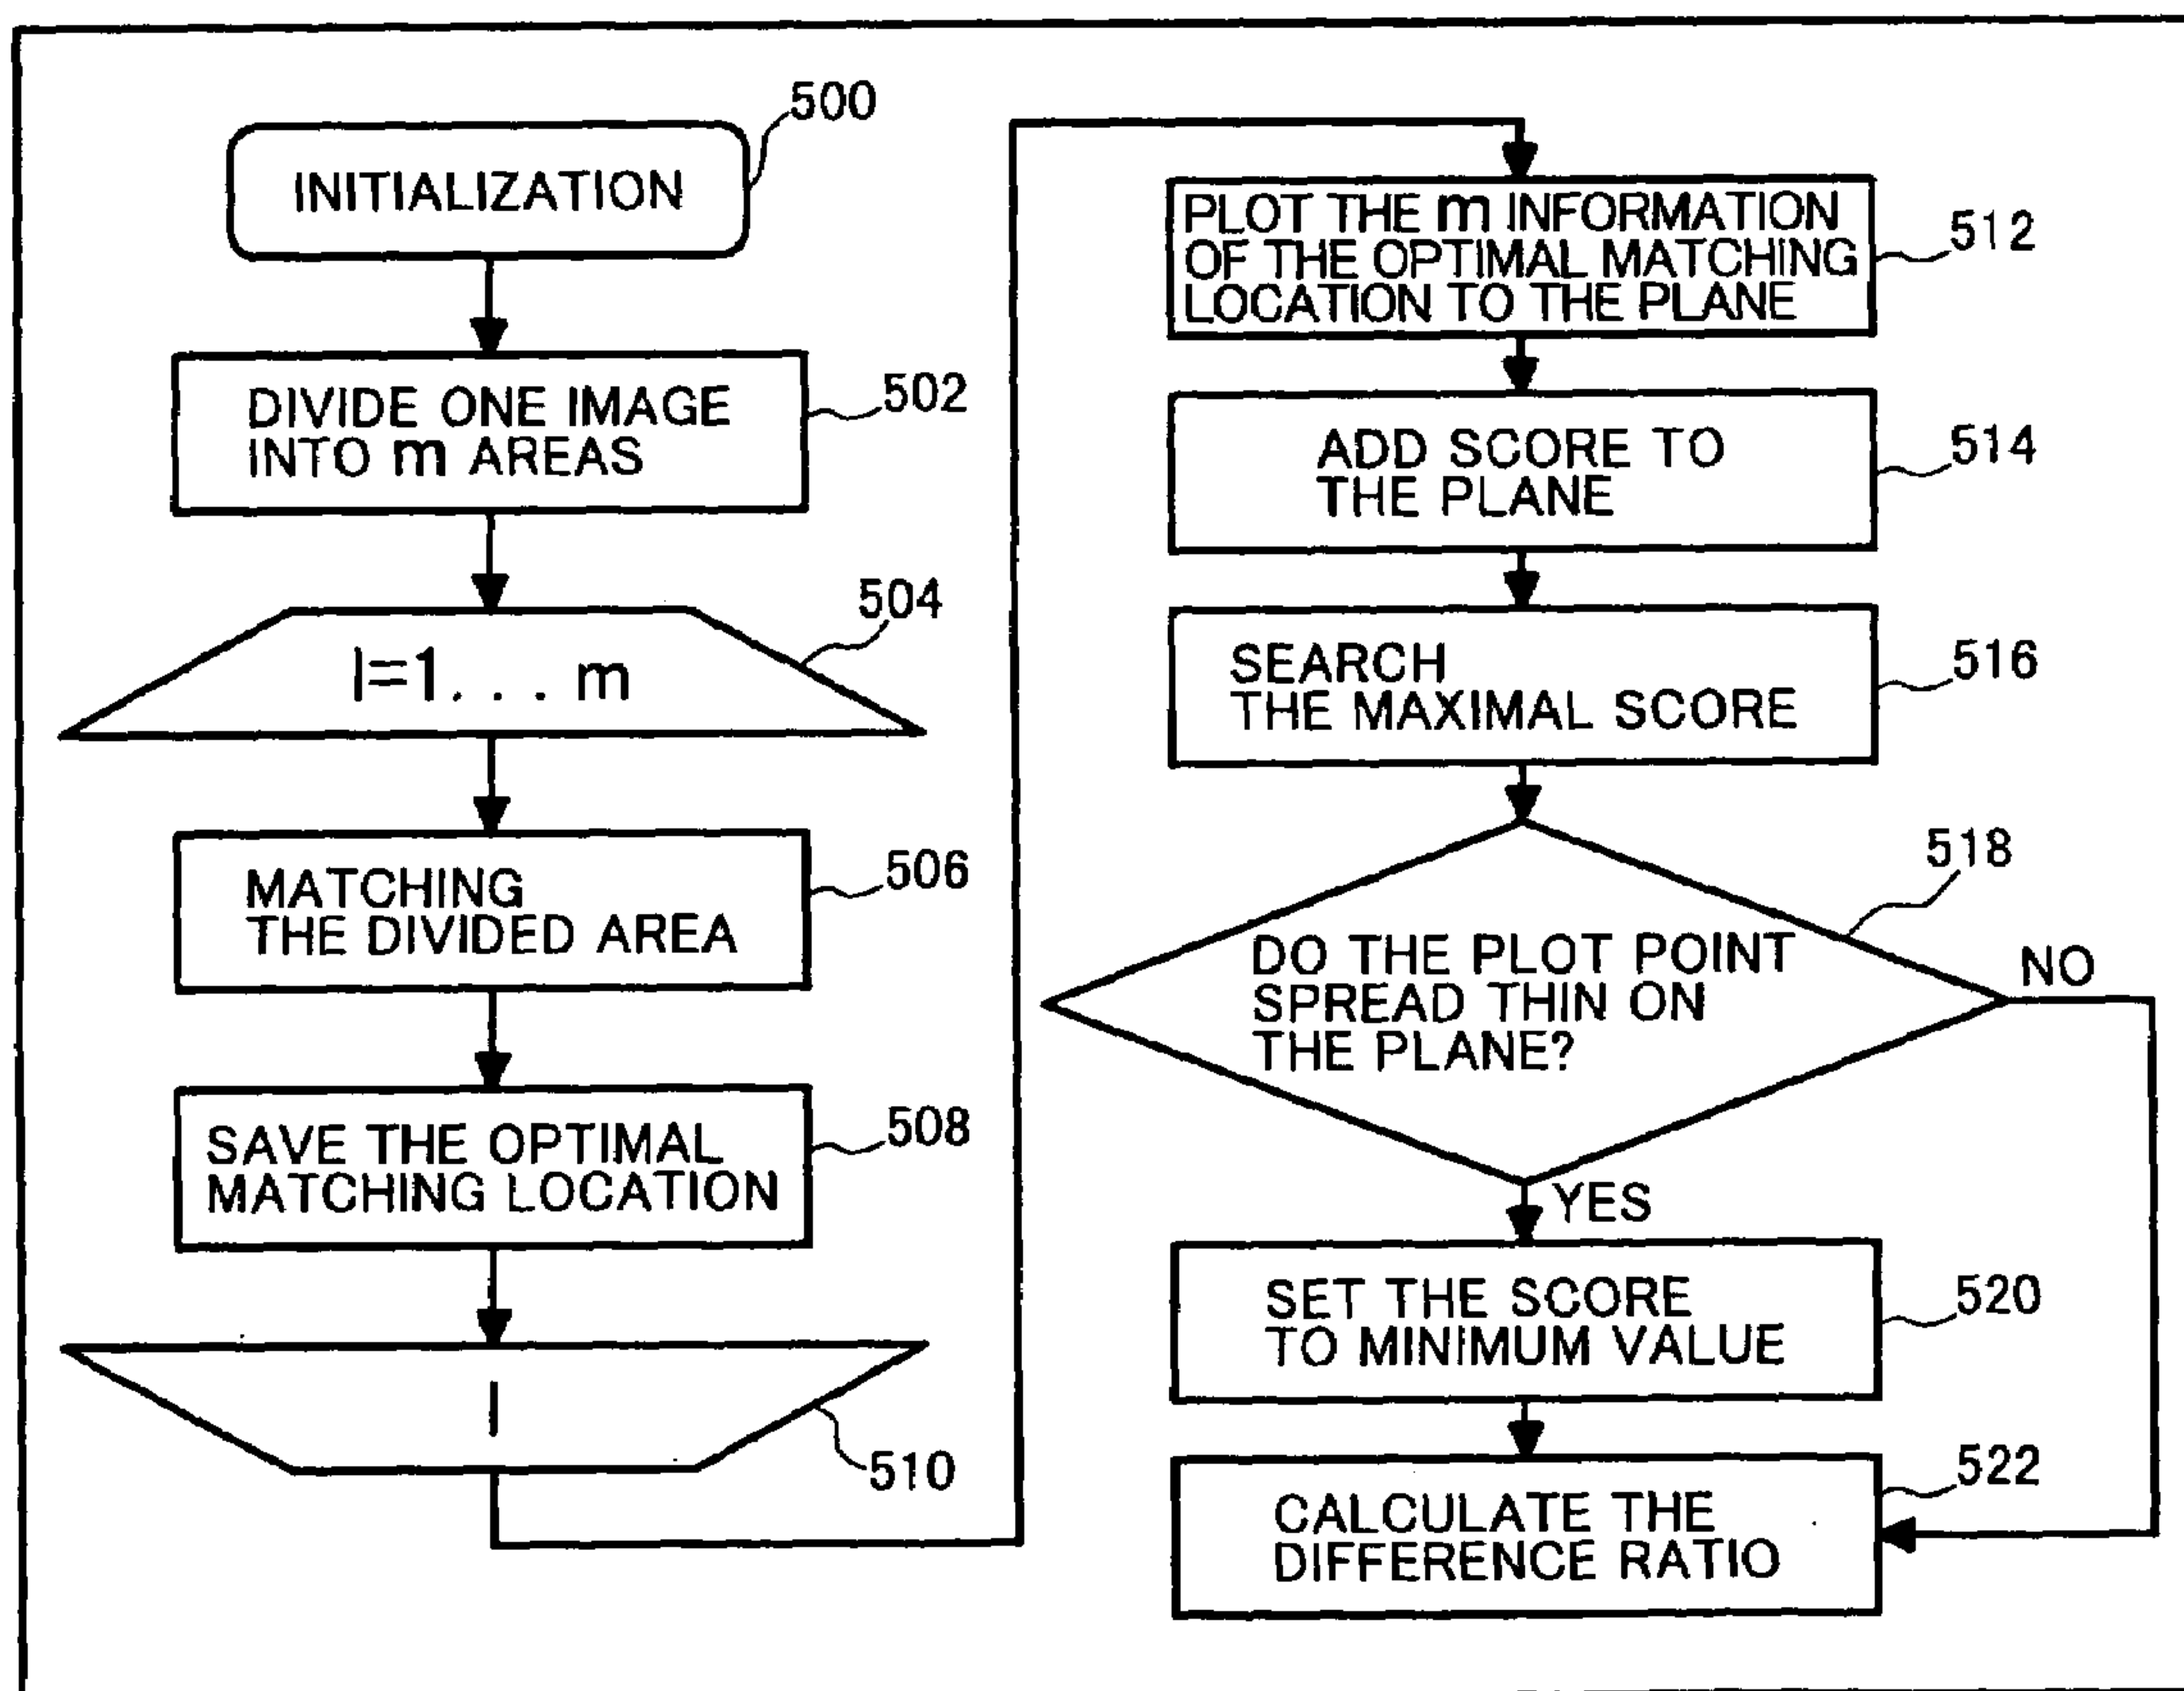 500
INITIALIZATION
DIVIDE ONE IMAGE
INTO m AREAS
502
504
I=1. . . m
MATCHING
THE DIVIDED AREA
506
SAVE THE OPTIMAL
MATCHING LOCATION
508
I
510
PLOT THE m INFORMATION
OF THE OPTIMAL MATCHING
LOCATION TO THE PLANE
512
ADD SCORE TO
THE PLANE
514
SEARCH
THE MAXIMAL SCORE
516
518
DO THE PLOT POINT
SPREAD THIN ON
THE PLANE?
NO
YES
SET THE SCORE
TO MINIMUM VALUE
520
CALCULATE THE
DIFFERENCE RATIO
522